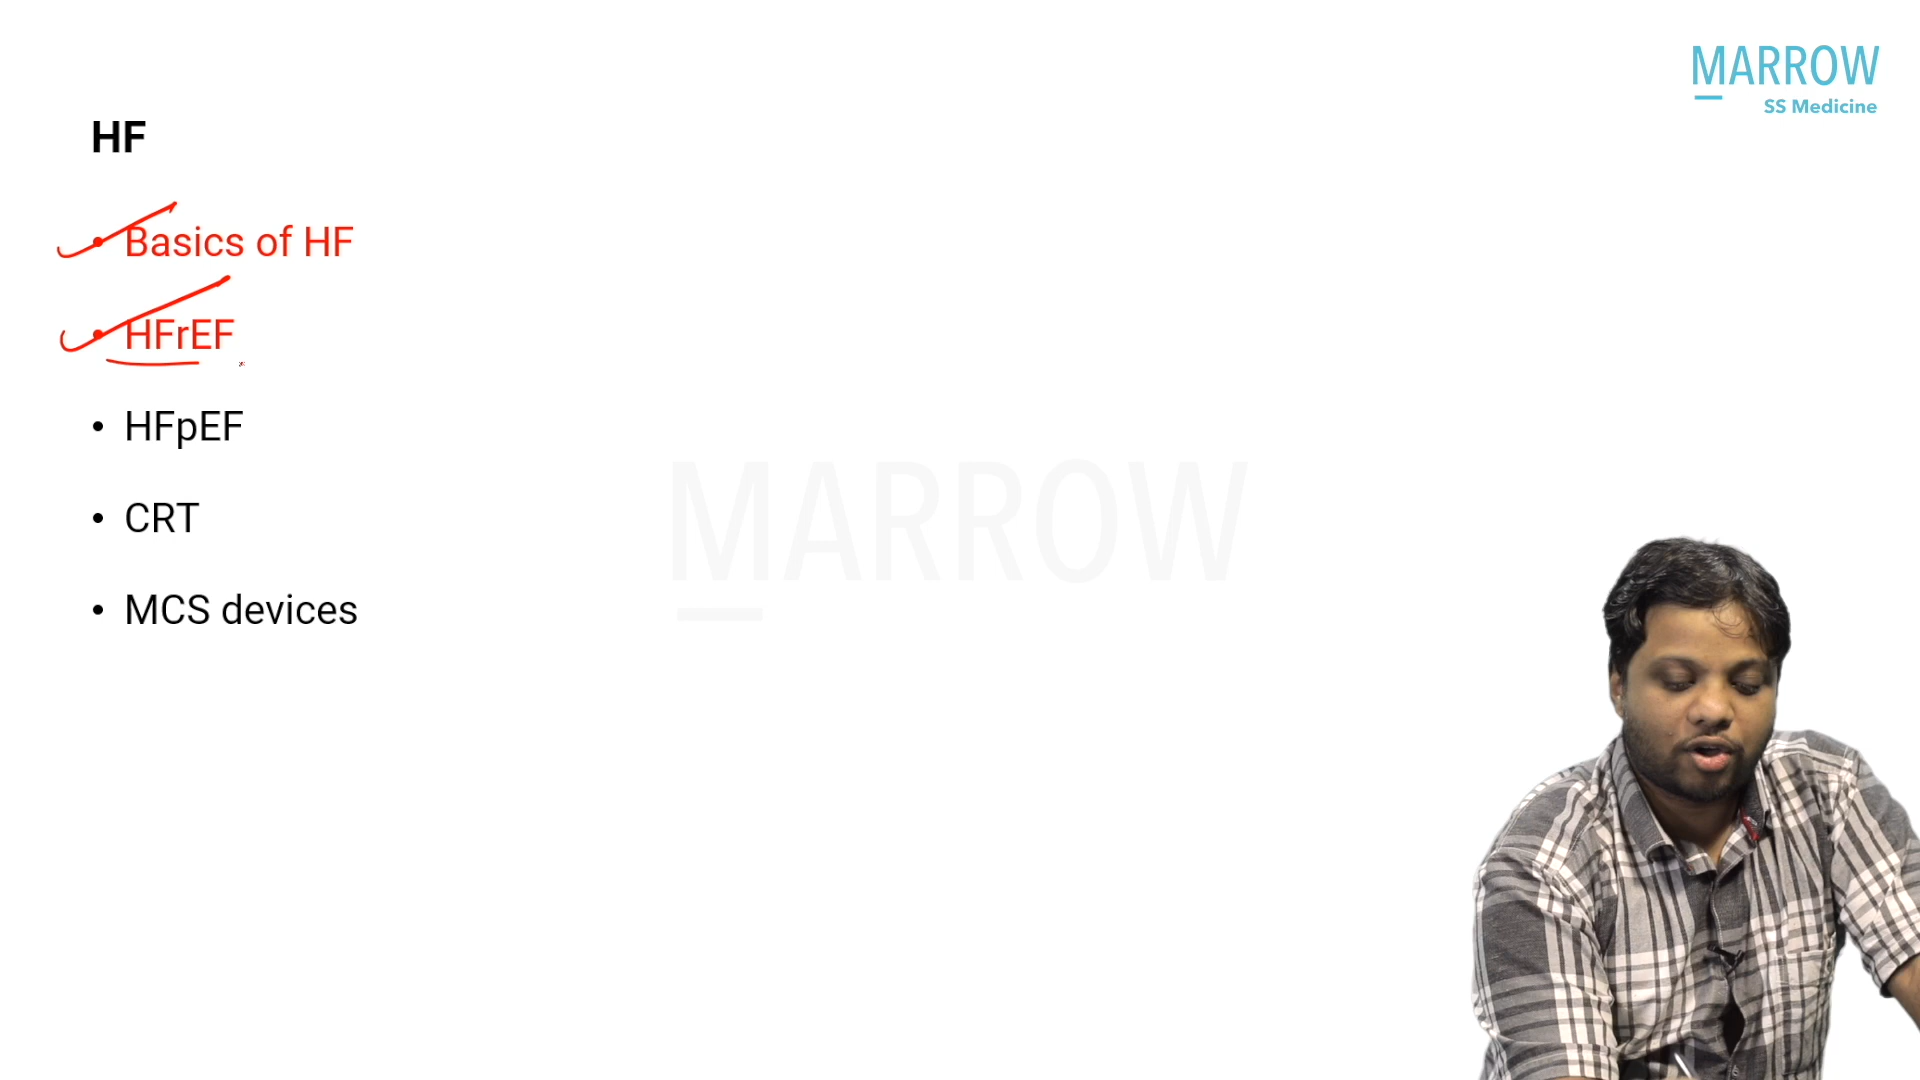 MARROW
SS Medicine
HF
• Basics of HF
• HFrEF
• HFpEF
• CRT
• MCS devices
MARROW